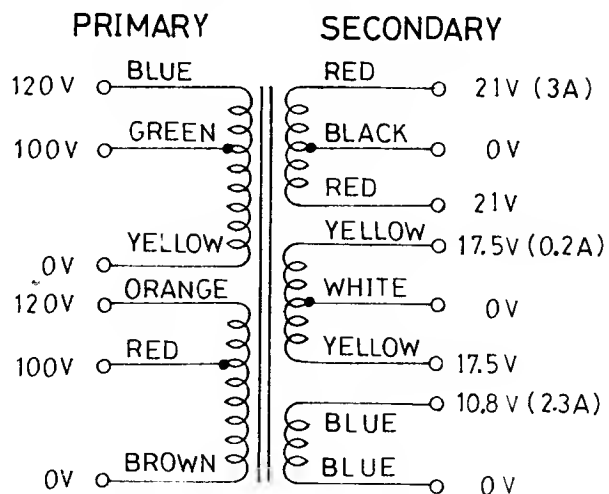 PRIMARY SECONDARY
BLUE RED
120V 21V (3A)
GREEN BLACK
100V 0V
YELLOW RED
0V 21V
YELLOW
17.5V (0.2A)
ORANGE WHITE
120V 0V
RED YELLOW
100V 17.5V
10.8V (2.3A)
BLUE
BROWN BLUE
0V 0V